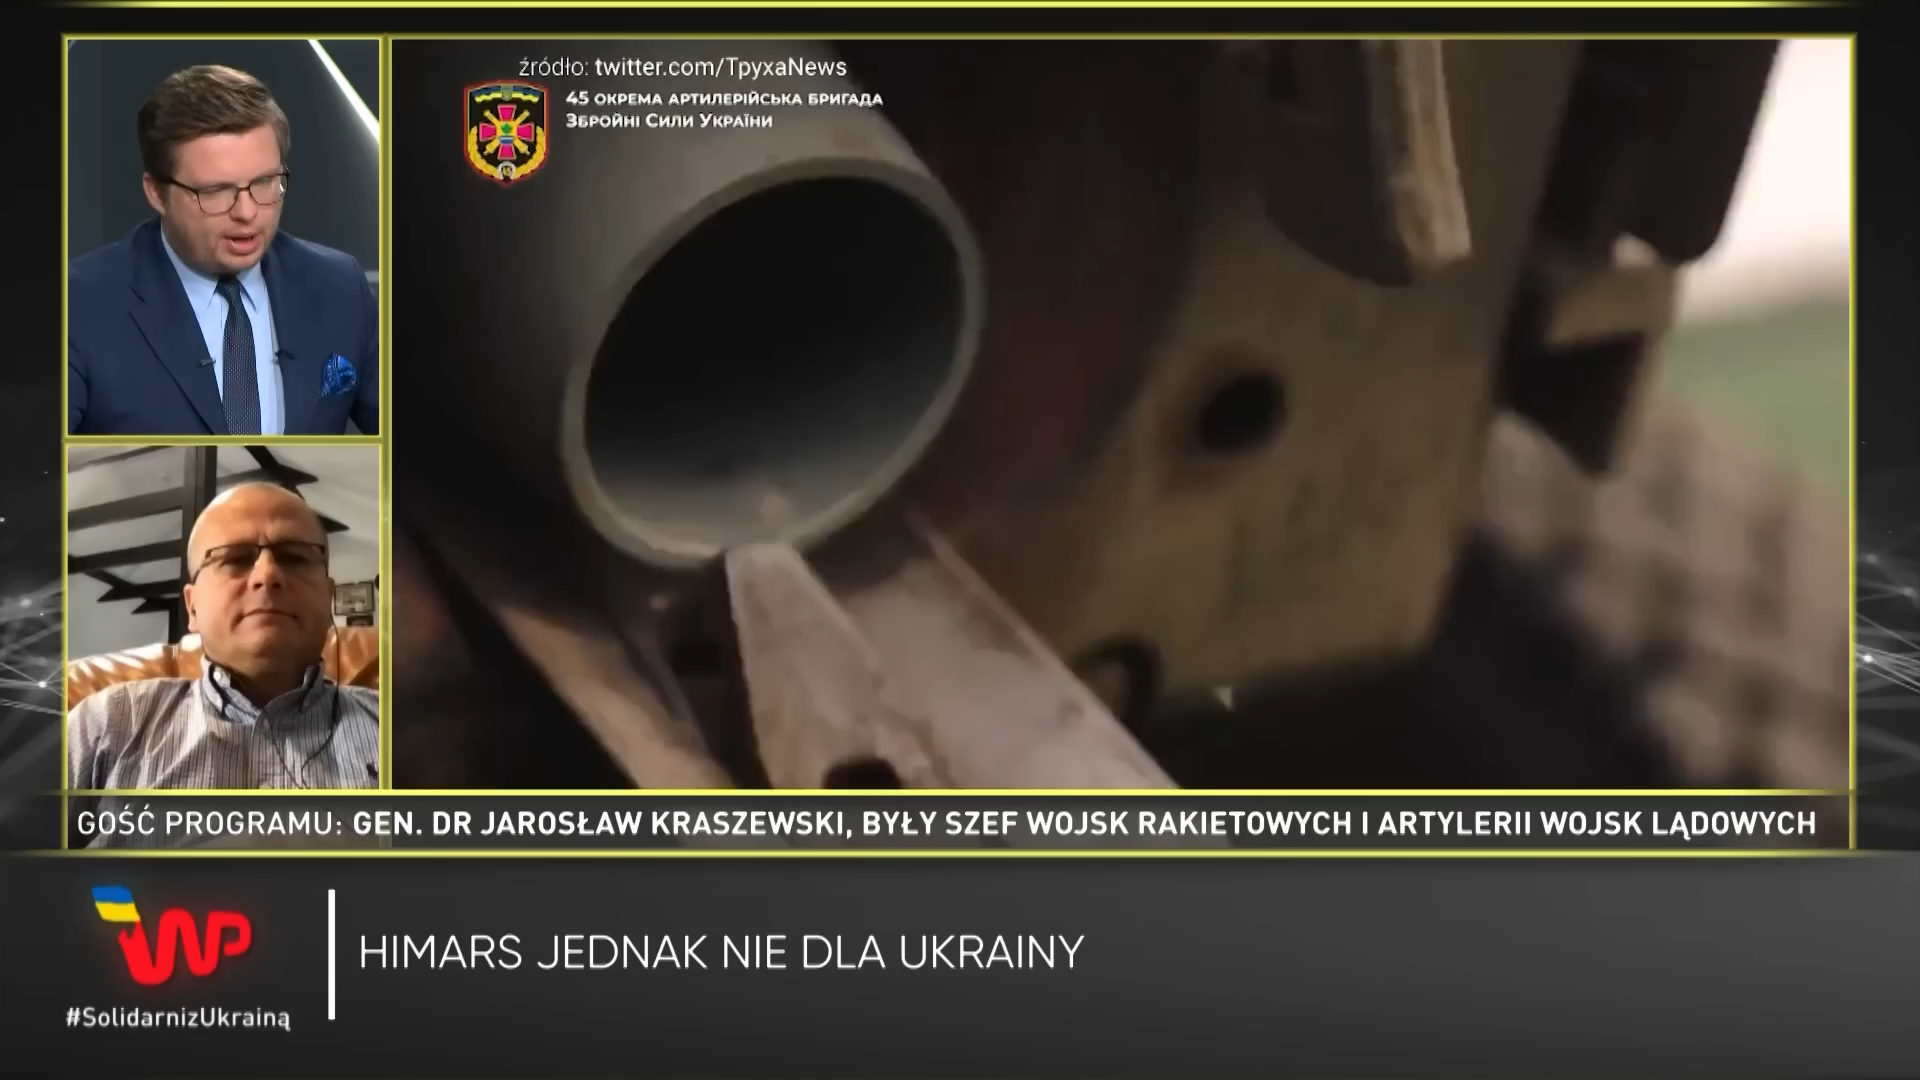 źródło: twitter.com/TpyxaNews
45 ОКРЕМА АРТИЛЕРІЙСЬКА БРИГАДА
ЗБРОЙНІ СИЛИ УКРАЇНИ
GOŚĆ PROGRAMU: GEN. DR JAROSŁAW KRASZEWSKI, BYŁY SZEF WOJSK RAKIETOWYCH I ARTYLERII WOJSK LĄDOWYCH
WP
HIMARS JEDNAK NIE DLA UKRAINY
#SolidarnizUkrainą